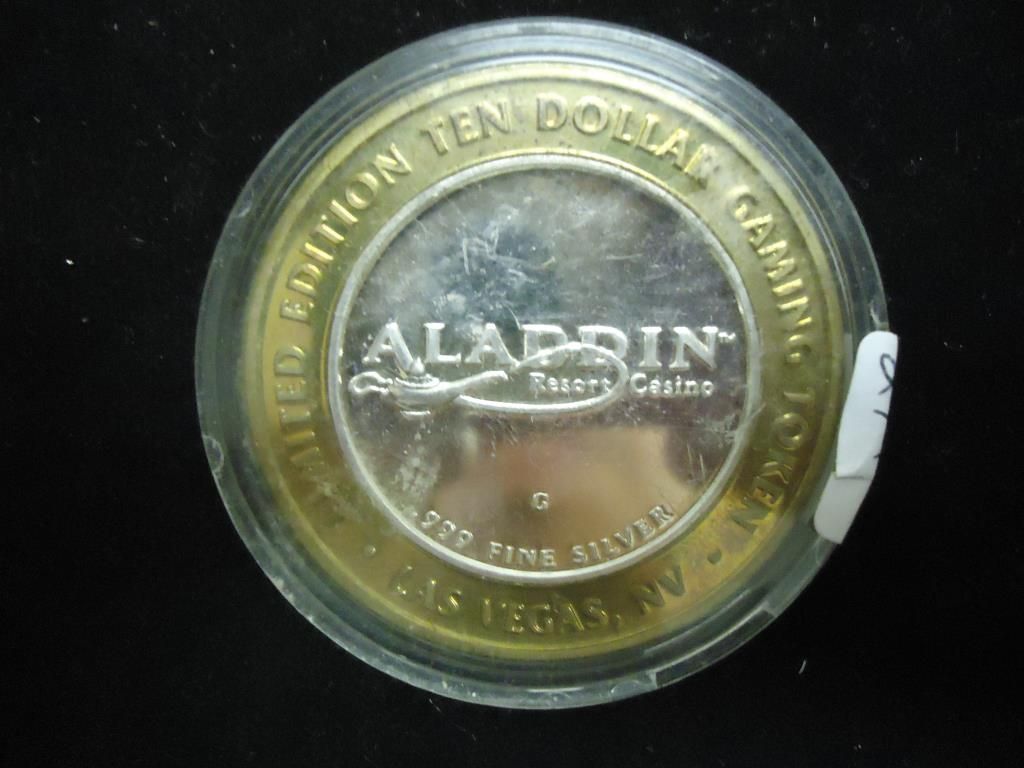 LIMITED EDITION TEN DOLLAR GAMING TOKEN
ALADDIN™
Resort Casino
G
.999 FINE SILVER
• LAS VEGAS, NV •